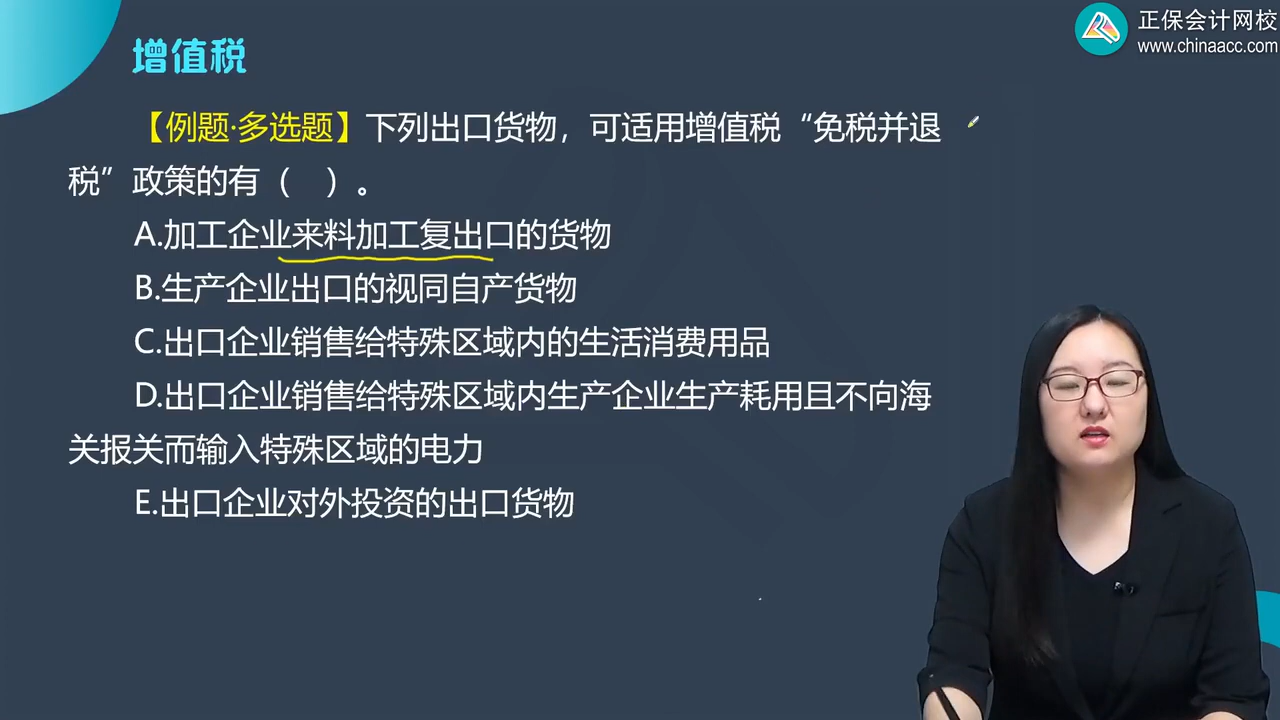 正保会计网校
www.chinaacc.com
增值税
【例题·多选题】下列出口货物，可适用增值税“免税并退
税”政策的有（ ）。
A.加工企业来料加工复出口的货物
B.生产企业出口的视同自产货物
C.出口企业销售给特殊区域内的生活消费用品
D.出口企业销售给特殊区域内生产企业生产耗用且不向海
关报关而输入特殊区域的电力
E.出口企业对外投资的出口货物